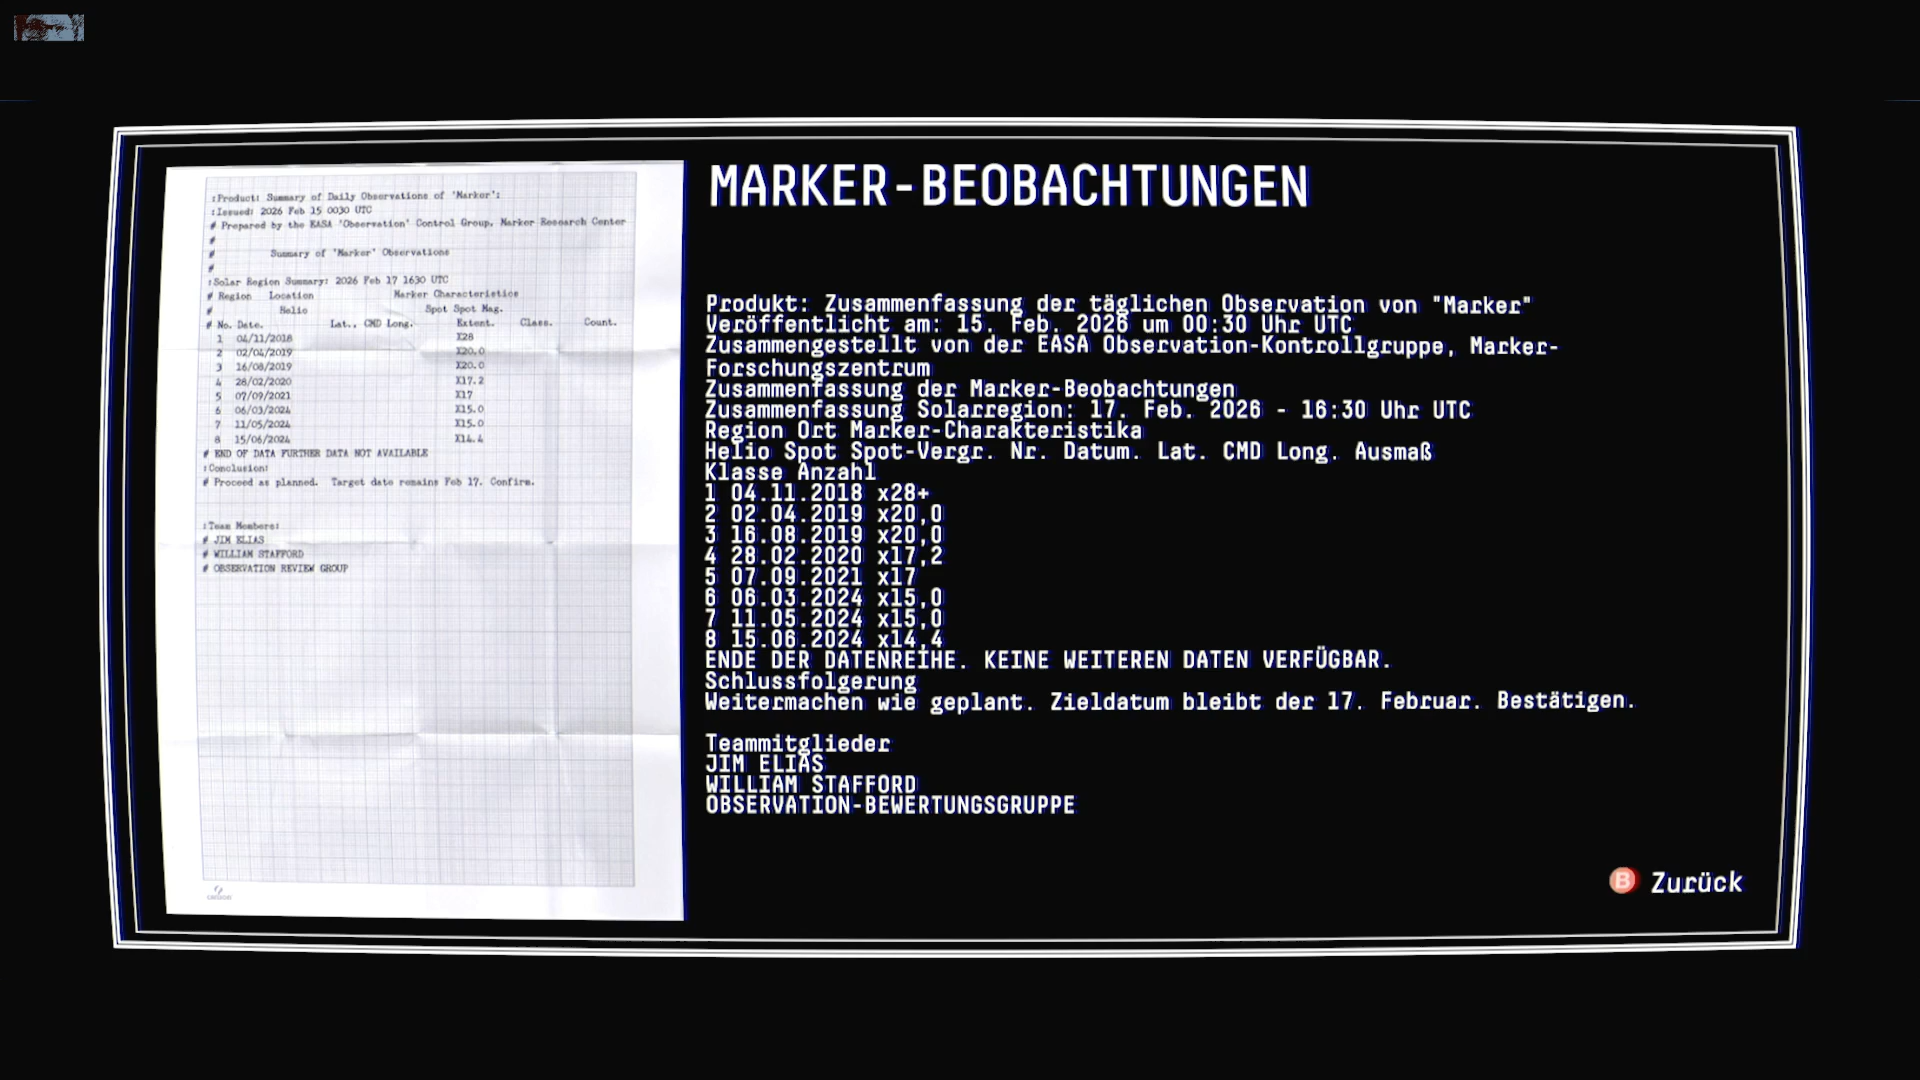 :Product: Summary of Daily Observations of 'Marker':
:Issued: 2026 Feb 15 0030 UTC
# Prepared by the EASA 'Observation' Control Group, Marker Research Center
#
# Summary of 'Marker' Observations
#
:Solar Region Summary: 2026 Feb 17 1630 UTC
# Region Location Marker Characteristics
# Helio Spot Spot Mag.
# No. Date. Lat., CMD Long. Extent. Class. Count.
1 04/11/2018 X28
2 02/04/2019 X20.0
3 16/08/2019 X20.0
4 28/02/2020 X17.2
5 07/09/2021 X17
6 06/03/2024 X15.0
7 11/05/2024 X15.0
8 15/06/2024 X14.4
# END OF DATA FURTHER DATA NOT AVAILABLE
:Conclusion:
# Proceed as planned. Target date remains Feb 17. Confirm.
:Team Members:
# JIM ELIAS
# WILLIAM STAFFORD
# OBSERVATION REVIEW GROUP
canson
MARKER-BEOBACHTUNGEN
Produkt: Zusammenfassung der täglichen Observation von "Marker"
Veröffentlicht am: 15. Feb. 2026 um 00:30 Uhr UTC
Zusammengestellt von der EASA Observation-Kontrollgruppe, Marker-
Forschungszentrum
Zusammenfassung der Marker-Beobachtungen
Zusammenfassung Solarregion: 17. Feb. 2026 - 16:30 Uhr UTC
Region Ort Marker-Charakteristika
Helio Spot Spot-Vergr. Nr. Datum. Lat. CMD Long. Ausmaß
Klasse Anzahl
1 04.11.2018 x28+
2 02.04.2019 x20,0
3 16.08.2019 x20,0
4 28.02.2020 x17,2
5 07.09.2021 x17
6 06.03.2024 x15,0
7 11.05.2024 x15,0
8 15.06.2024 x14,4
ENDE DER DATENREIHE. KEINE WEITEREN DATEN VERFÜGBAR.
Schlussfolgerung
Weitermachen wie geplant. Zieldatum bleibt der 17. Februar. Bestätigen.
Teammitglieder
JIM ELIAS
WILLIAM STAFFORD
OBSERVATION-BEWERTUNGSGRUPPE
B Zurück